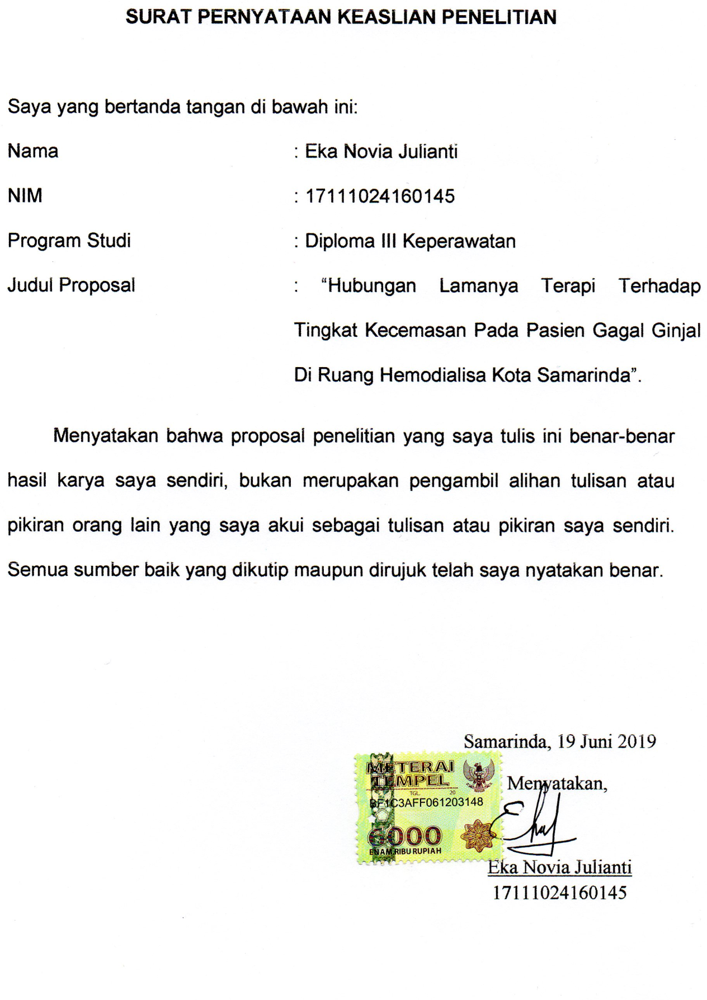 SURAT PERNYATAAN KEASLIAN PENELITIAN
Saya yang bertanda tangan di bawah ini:
Nama : Eka Novia Julianti
NIM : 17111024160145
Program Studi : Diploma III Keperawatan
Judul Proposal : “Hubungan Lamanya Terapi Terhadap
Tingkat Kecemasan Pada Pasien Gagal Ginjal
Di Ruang Hemodialisa Kota Samarinda”.
Menyatakan bahwa proposal penelitian yang saya tulis ini benar-benar
hasil karya saya sendiri, bukan merupakan pengambil alihan tulisan atau
pikiran orang lain yang saya akui sebagai tulisan atau pikiran saya sendiri.
Semua sumber baik yang dikutip maupun dirujuk telah saya nyatakan benar.
Samarinda, 19 Juni 2019
METERAI
TEMPEL
TGL. 20
BF1C3AFF061203148
6000
ENAM RIBU RUPIAH
Menyatakan,
Eka Novia Julianti
17111024160145